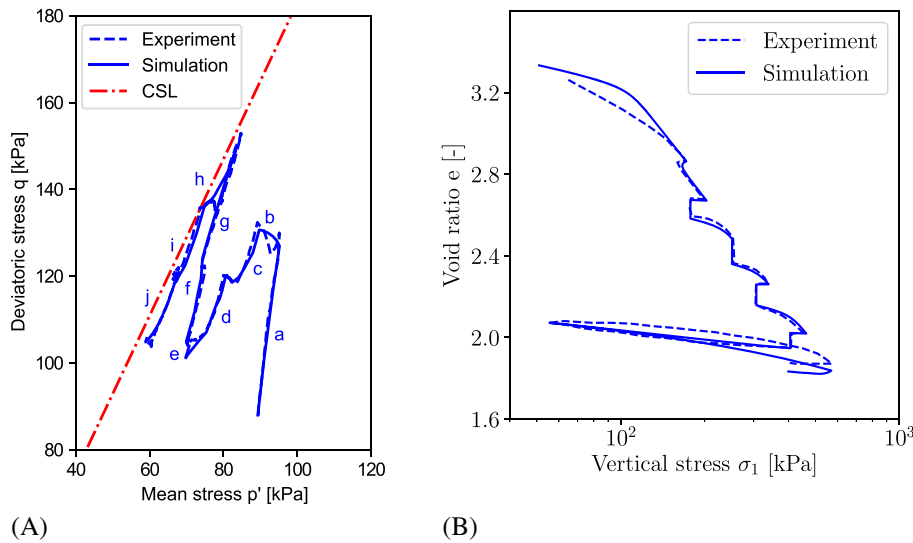 180
160
140
120
100
80
40
60
80
100
120
Deviatoric stress q [kPa]
Mean stress p' [kPa]
Experiment
Simulation
CSL
h
g
b
i
c
f
j
d
e
a
(A)
3.2
2.8
2.4
2.0
1.6
10²
10³
Void ratio e [-]
Vertical stress σ₁ [kPa]
Experiment
Simulation
(B)